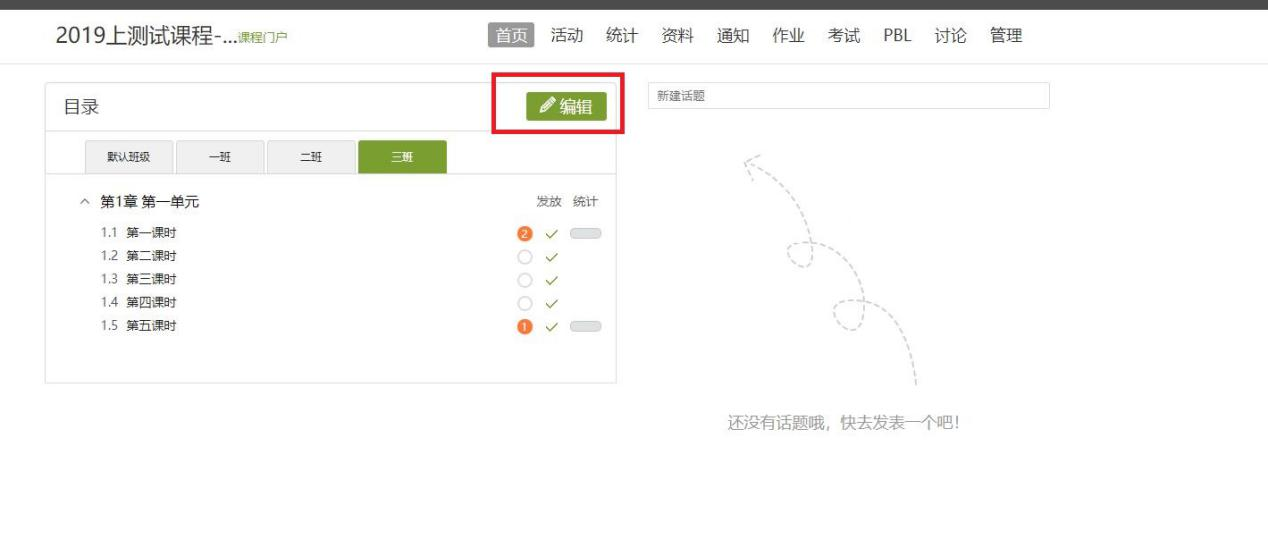 2019上测试课程-...课程门户 首页 活动 统计 资料 通知 作业 考试 PBL 讨论 管理
目录 编辑
默认班级 一班 二班 三班
第1章 第一单元 发放 统计
1.1 第一课时 2
1.2 第二课时
1.3 第三课时
1.4 第四课时
1.5 第五课时 1
新建话题
还没有话题哦，快去发表一个吧！